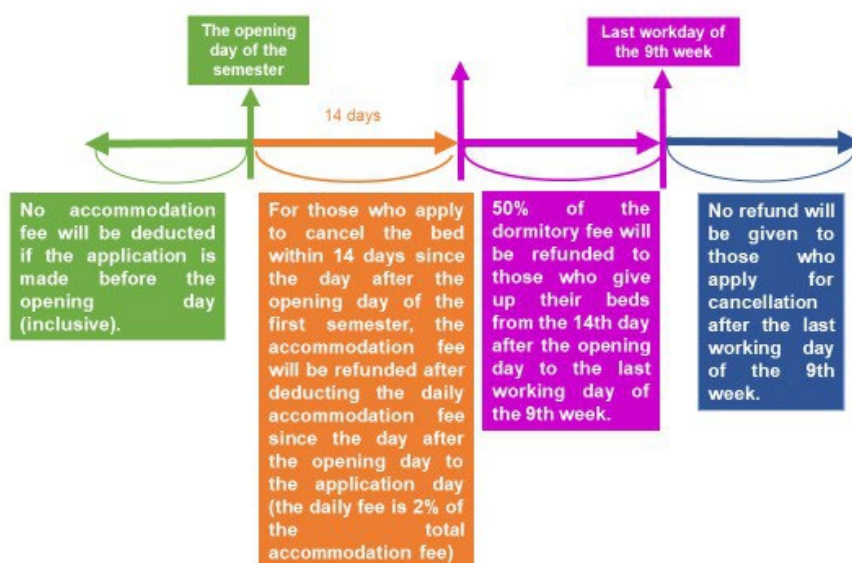 The opening
day of the
semester
14 days
Last workday of
the 9th week
No accommodation
fee will be deducted
if the application is
made before the
opening day
(inclusive).
For those who apply
to cancel the bed
within 14 days since
the day after the
opening day of the
first semester, the
accommodation fee
will be refunded after
deducting the daily
accommodation fee
since the day after
the opening day to
the application day
(the daily fee is 2% of
the total
accommodation fee)
50% of the
dormitory fee will
be refunded to
those who give
up their beds
from the 14th day
after the opening
day to the last
working day of
the 9th week.
No refund will
be given to
those who
apply for
cancellation
after the last
working day
of the 9th
week.